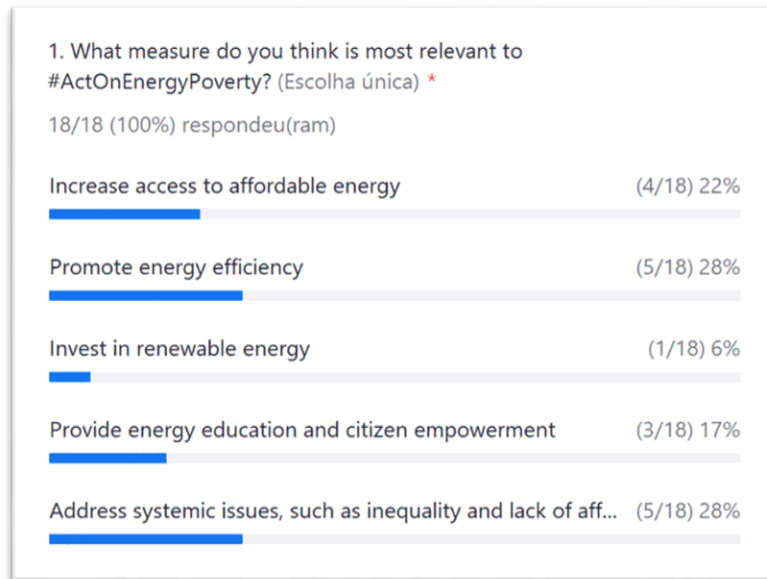 1. What measure do you think is most relevant to
#ActOnEnergyPoverty? (Escolha única) *
18/18 (100%) respondeu(ram)
Increase access to affordable energy (4/18) 22%
Promote energy efficiency (5/18) 28%
Invest in renewable energy (1/18) 6%
Provide energy education and citizen empowerment (3/18) 17%
Address systemic issues, such as inequality and lack of aff... (5/18) 28%